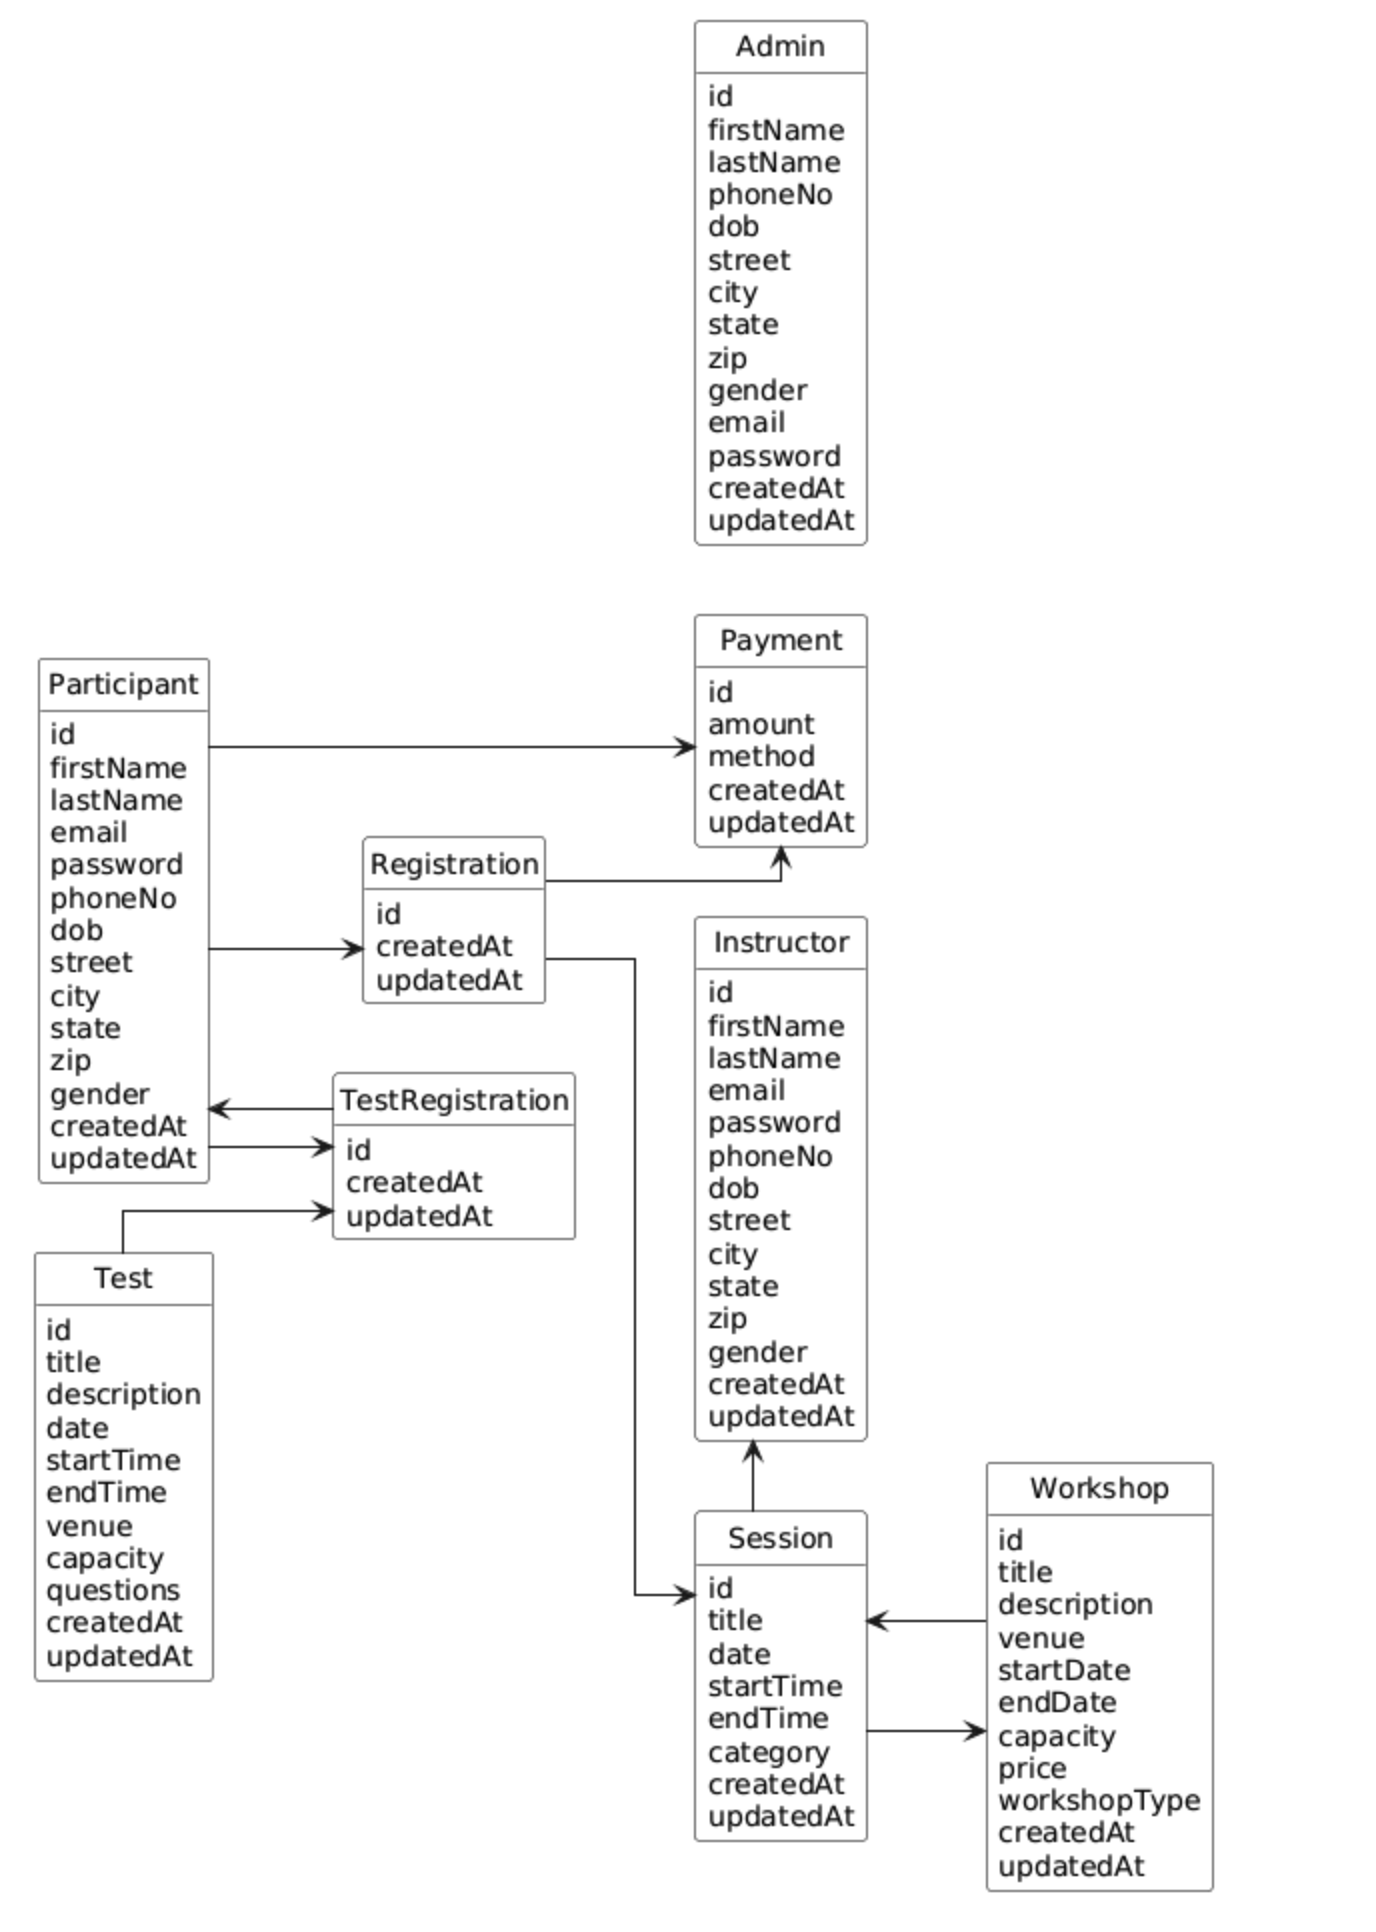 Admin
id
firstName
lastName
phoneNo
dob
street
city
state
zip
gender
email
password
createdAt
updatedAt
Payment
id
amount
method
createdAt
updatedAt
Participant
id
firstName
lastName
email
password
phoneNo
dob
street
city
state
zip
gender
createdAt
updatedAt
Registration
id
createdAt
updatedAt
Instructor
id
firstName
lastName
email
password
phoneNo
dob
street
city
state
zip
gender
createdAt
updatedAt
TestRegistration
id
createdAt
updatedAt
Test
id
title
description
date
startTime
endTime
venue
capacity
questions
createdAt
updatedAt
Session
id
title
date
startTime
endTime
category
createdAt
updatedAt
Workshop
id
title
description
venue
startDate
endDate
capacity
price
workshopType
createdAt
updatedAt